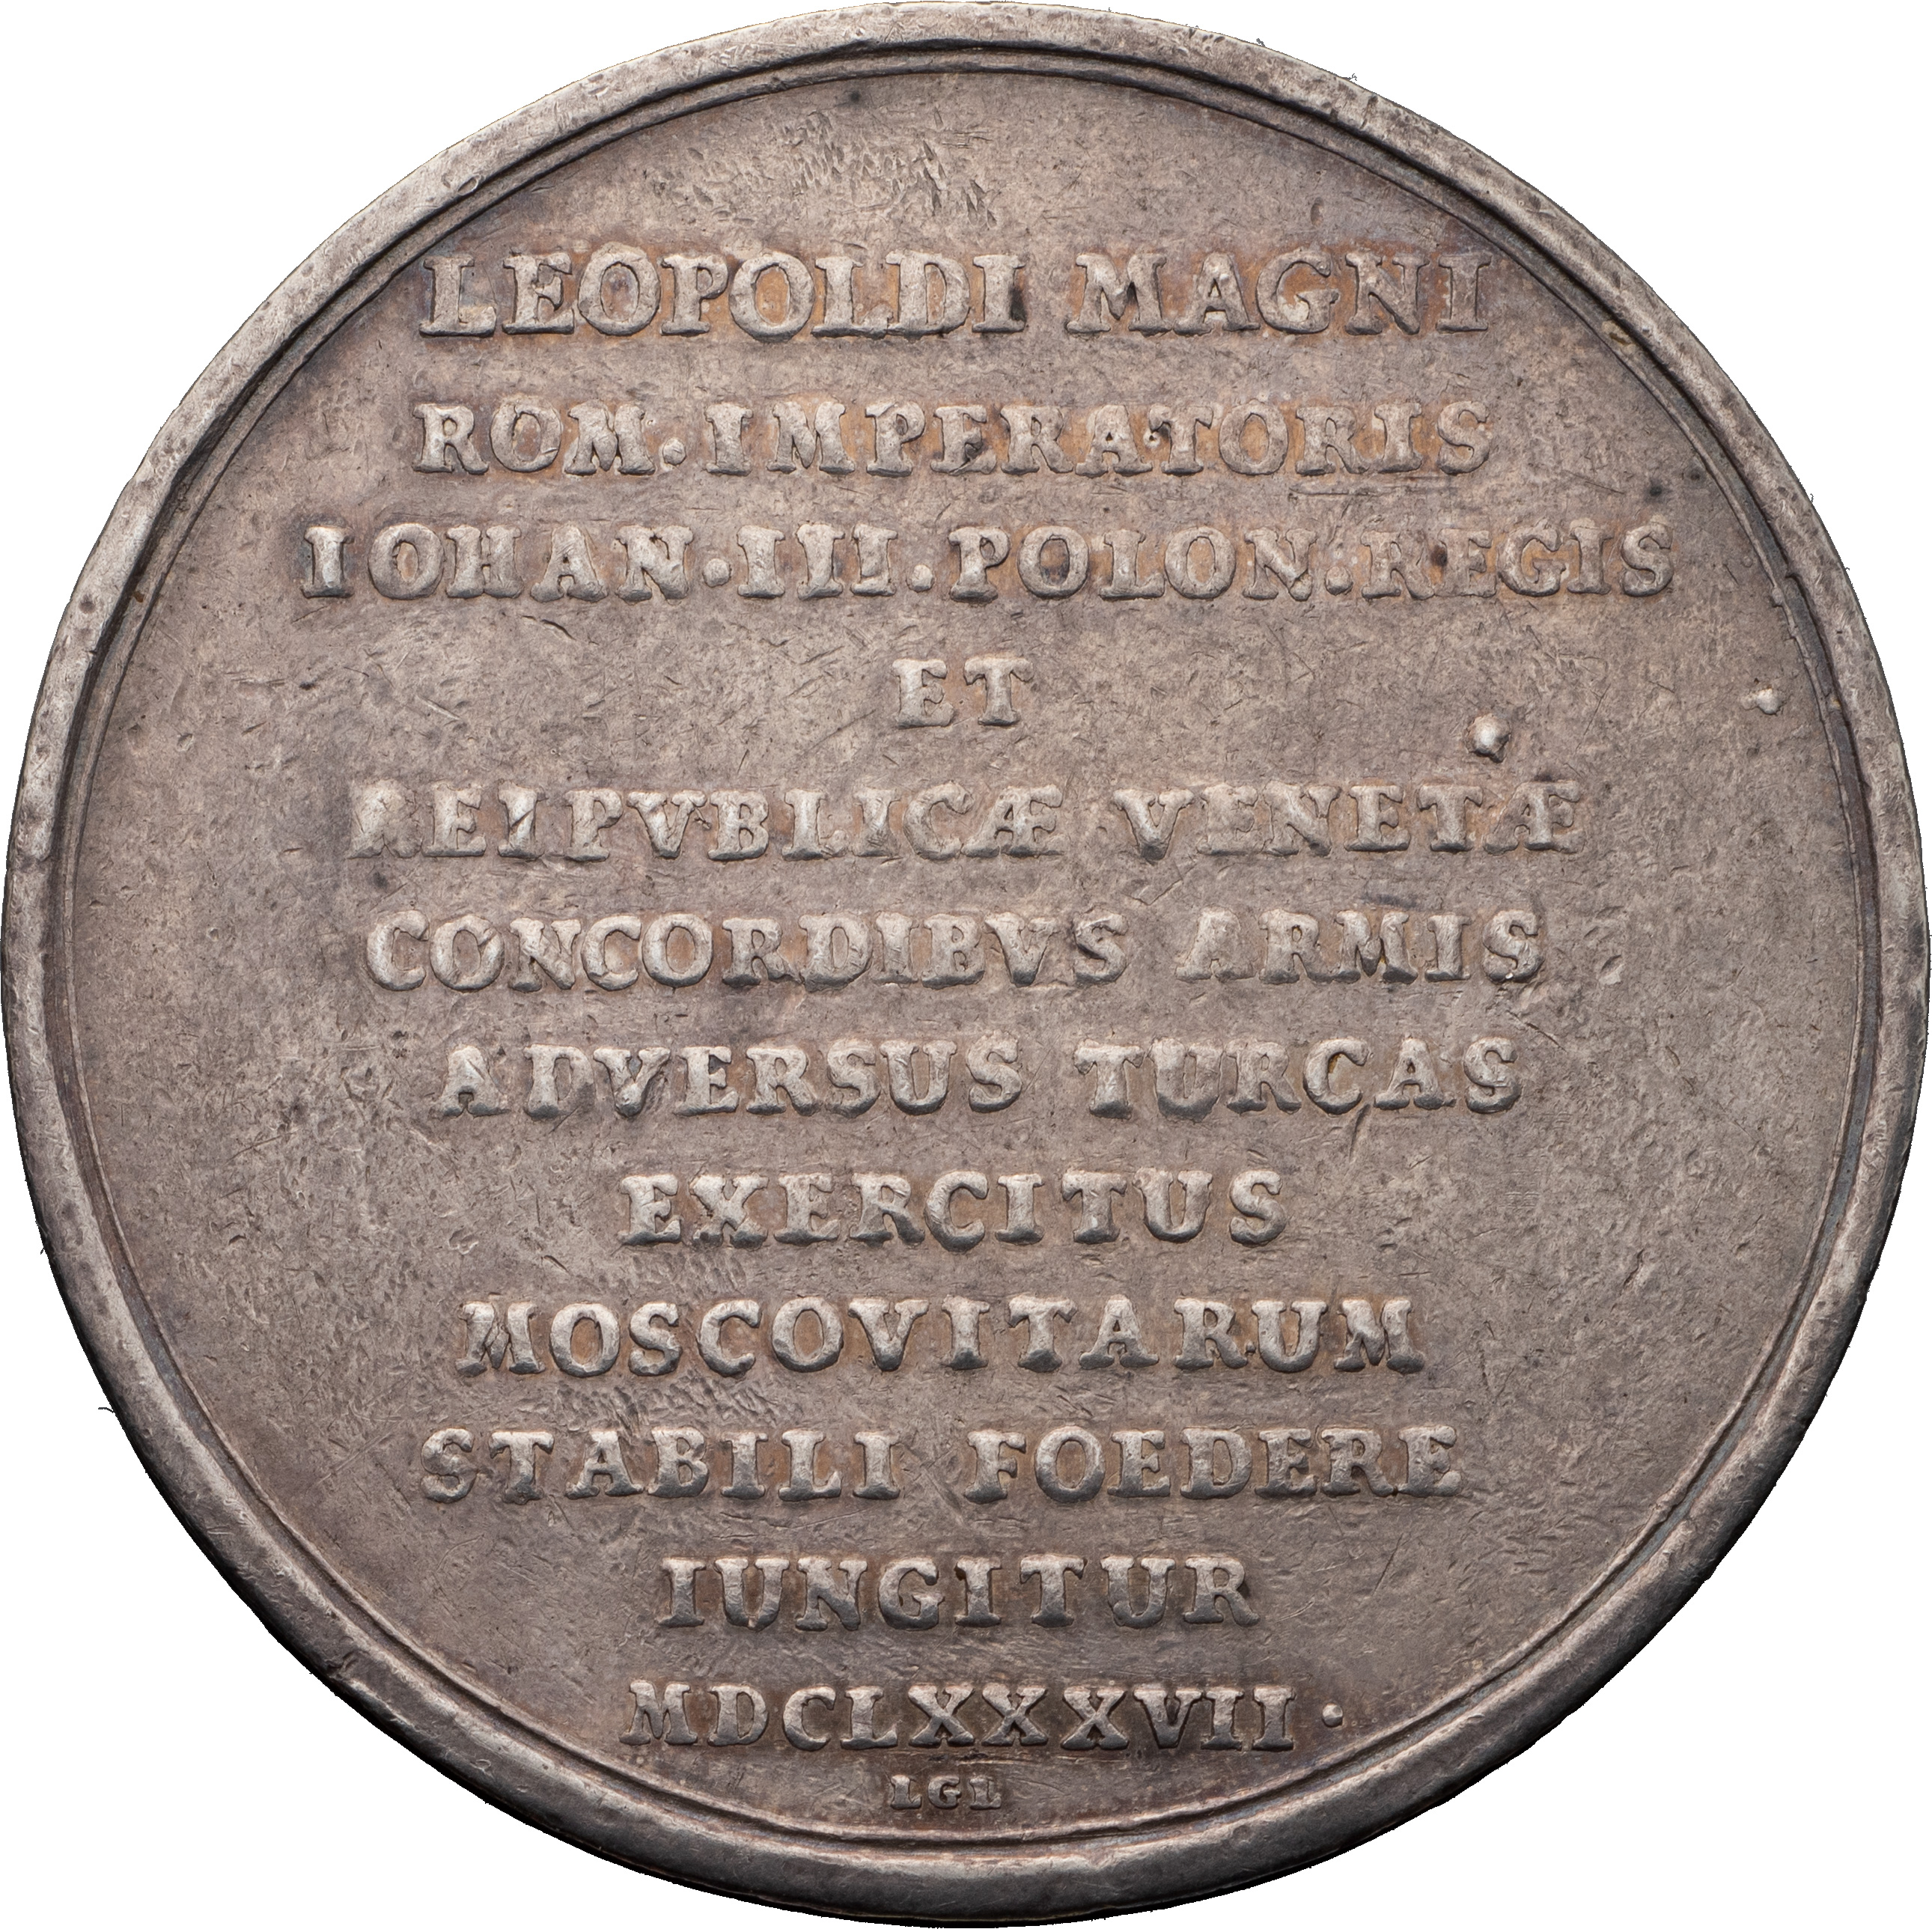 LEOPOLDI MAGNI
ROM. IMPERATORIS
IOHAN. III. POLON. REGIS
ET
REIPVBLICÆ VENETÆ
CONCORDIBVS ARMIS
ADVERSUS TURCAS
EXERCITUS
MOSCOVITARUM
STABILI FOEDERE
IUNGITUR
MDCLXXXVII.
LGL